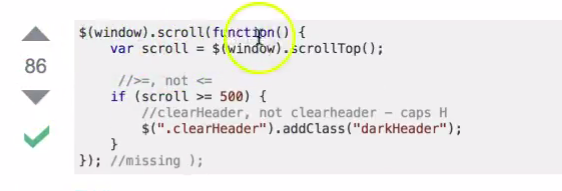 $(window).scroll(function() {
var scroll = $(window).scrollTop();
86
//>=, not <=
if (scroll >= 500) {
//clearHeader, not clearheader - caps H
$(".clearHeader").addClass("darkHeader");
}
}); //missing );